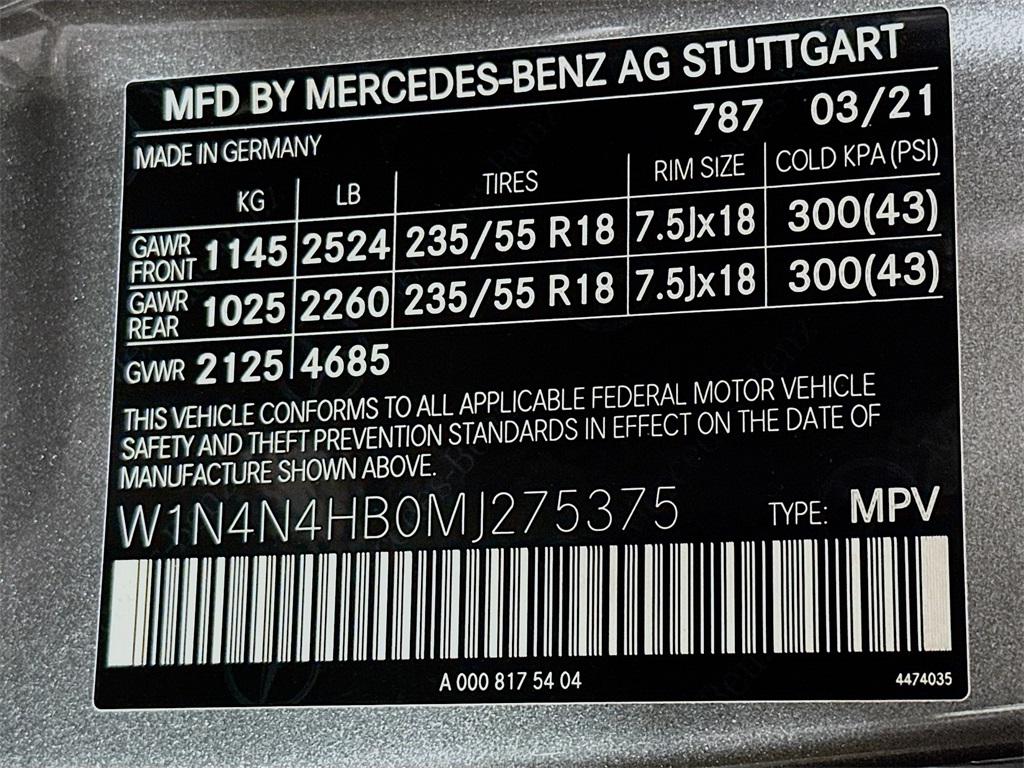 MFD BY MERCEDES-BENZ AG STUTTGART
787 03/21
MADE IN GERMANY
KG LB TIRES RIM SIZE COLD KPA (PSI)
GAWR FRONT 1145 2524 235/55 R18 7.5Jx18 300(43)
GAWR REAR 1025 2260 235/55 R18 7.5Jx18 300(43)
GVWR 2125 4685
THIS VEHICLE CONFORMS TO ALL APPLICABLE FEDERAL MOTOR VEHICLE
SAFETY AND THEFT PREVENTION STANDARDS IN EFFECT ON THE DATE OF
MANUFACTURE SHOWN ABOVE.
W1N4N4HB0MJ275375 TYPE: MPV
A 000 817 54 04 4474035